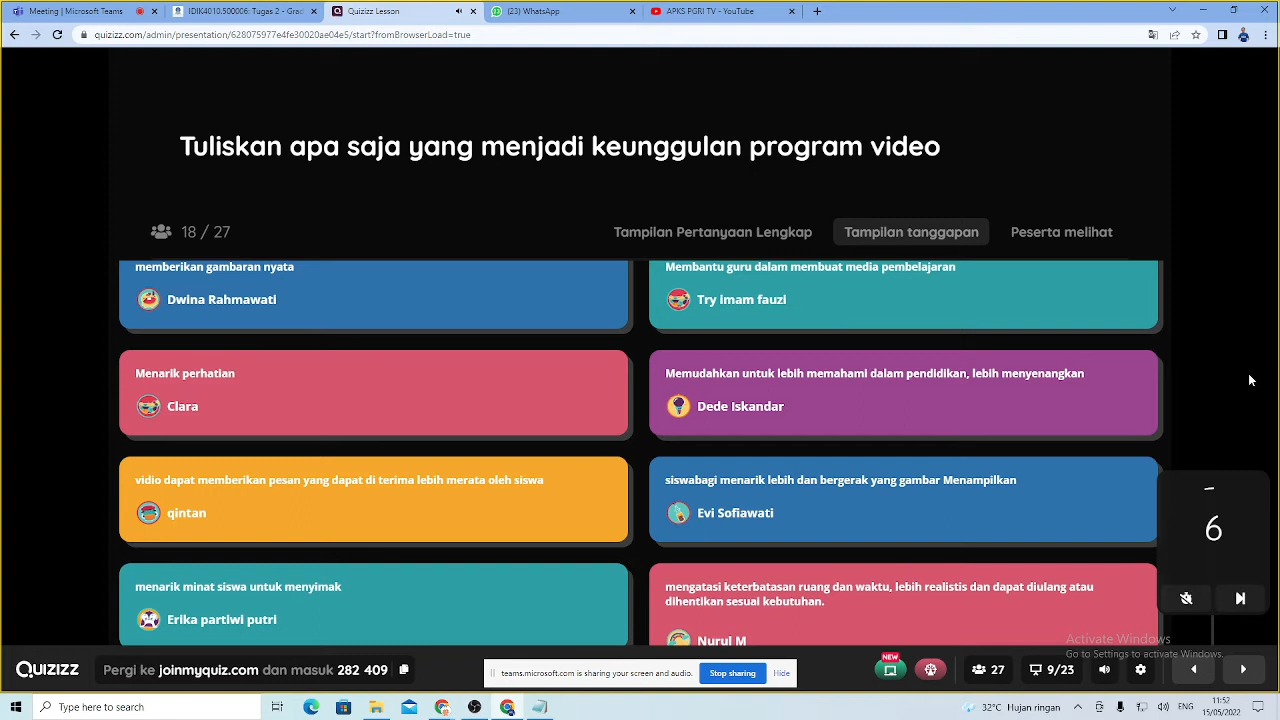 Meeting | Microsoft Teams
IDIK4010.500006: Tugas 2 - Grad
Quizizz Lesson
(23) WhatsApp
APKS PGRI TV - YouTube
quizizz.com/admin/presentation/628075977e4fe30020ae04e5/start?fromBrowserLoad=true
Tuliskan apa saja yang menjadi keunggulan program video
18 / 27
Tampilan Pertanyaan Lengkap
Tampilan tanggapan
Peserta melihat
memberikan gambaran nyata
Dwina Rahmawati
Membantu guru dalam membuat media pembelajaran
Try imam fauzi
Menarik perhatian
Clara
Memudahkan untuk lebih memahami dalam pendidikan, lebih menyenangkan
Dede Iskandar
vidio dapat memberikan pesan yang dapat di terima lebih merata oleh siswa
qintan
siswabagi menarik lebih dan bergerak yang gambar Menampilkan
Evi Sofiawati
menarik minat siswa untuk menyimak
Erika partiwi putri
mengatasi keterbatasan ruang dan waktu, lebih realistis dan dapat diulang atau
dihentikan sesuai kebutuhan.
Nurul M
6
Activate Windows
Go to Settings to activate Windows.
Quizizz
Pergi ke joinmyquiz.com dan masuk 282 409
teams.microsoft.com is sharing your screen and audio.
Stop sharing
Hide
NEW
27
9/23
Type here to search
32°C Hujan ringan
11:52
15/05/2022